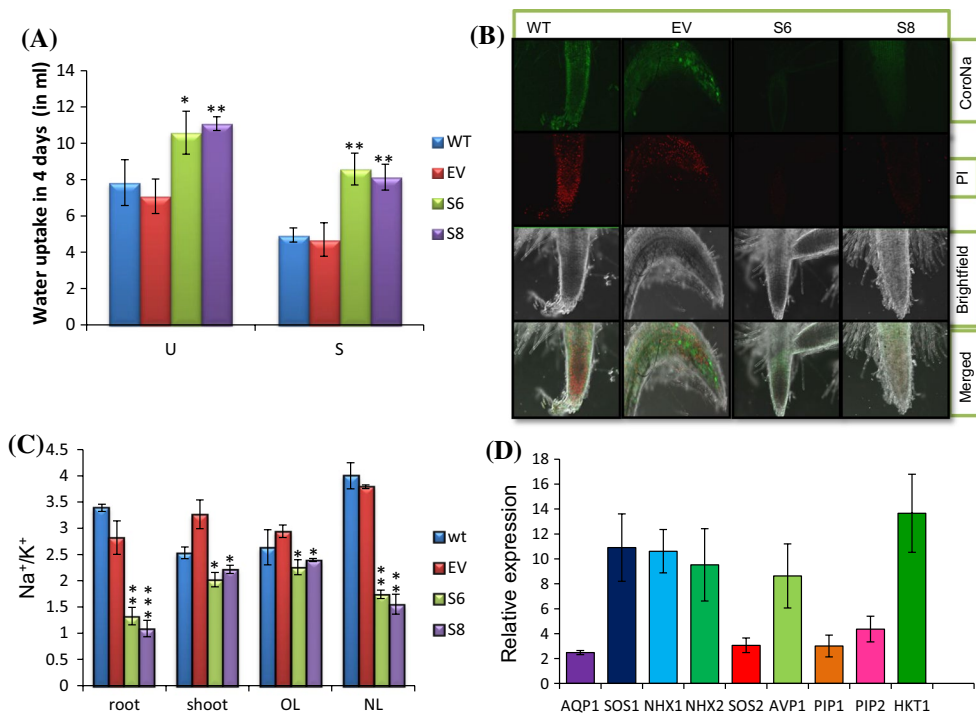 (A)
Water uptake in 4 days (in ml)
14
12
10
8
6
4
2
0
* ** ** **
U S
WT
EV
S6
S8
(B)
WT EV S6 S8
CoroNa
PI
Brightfield
Merged
(C)
Na+/K+
4.5
4
3.5
3
2.5
2
1.5
1
0.5
0
** *** * * * * ** **
root shoot OL NL
wt
EV
S6
S8
(D)
Relative expression
18
16
14
12
10
8
6
4
2
0
AQP1 SOS1 NHX1 NHX2 SOS2 AVP1 PIP1 PIP2 HKT1